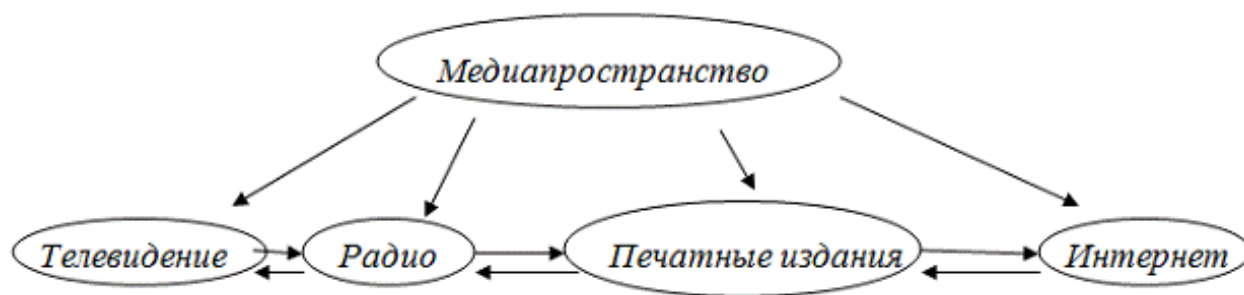 Медиапространство
Телевидение Радио Печатные издания Интернет